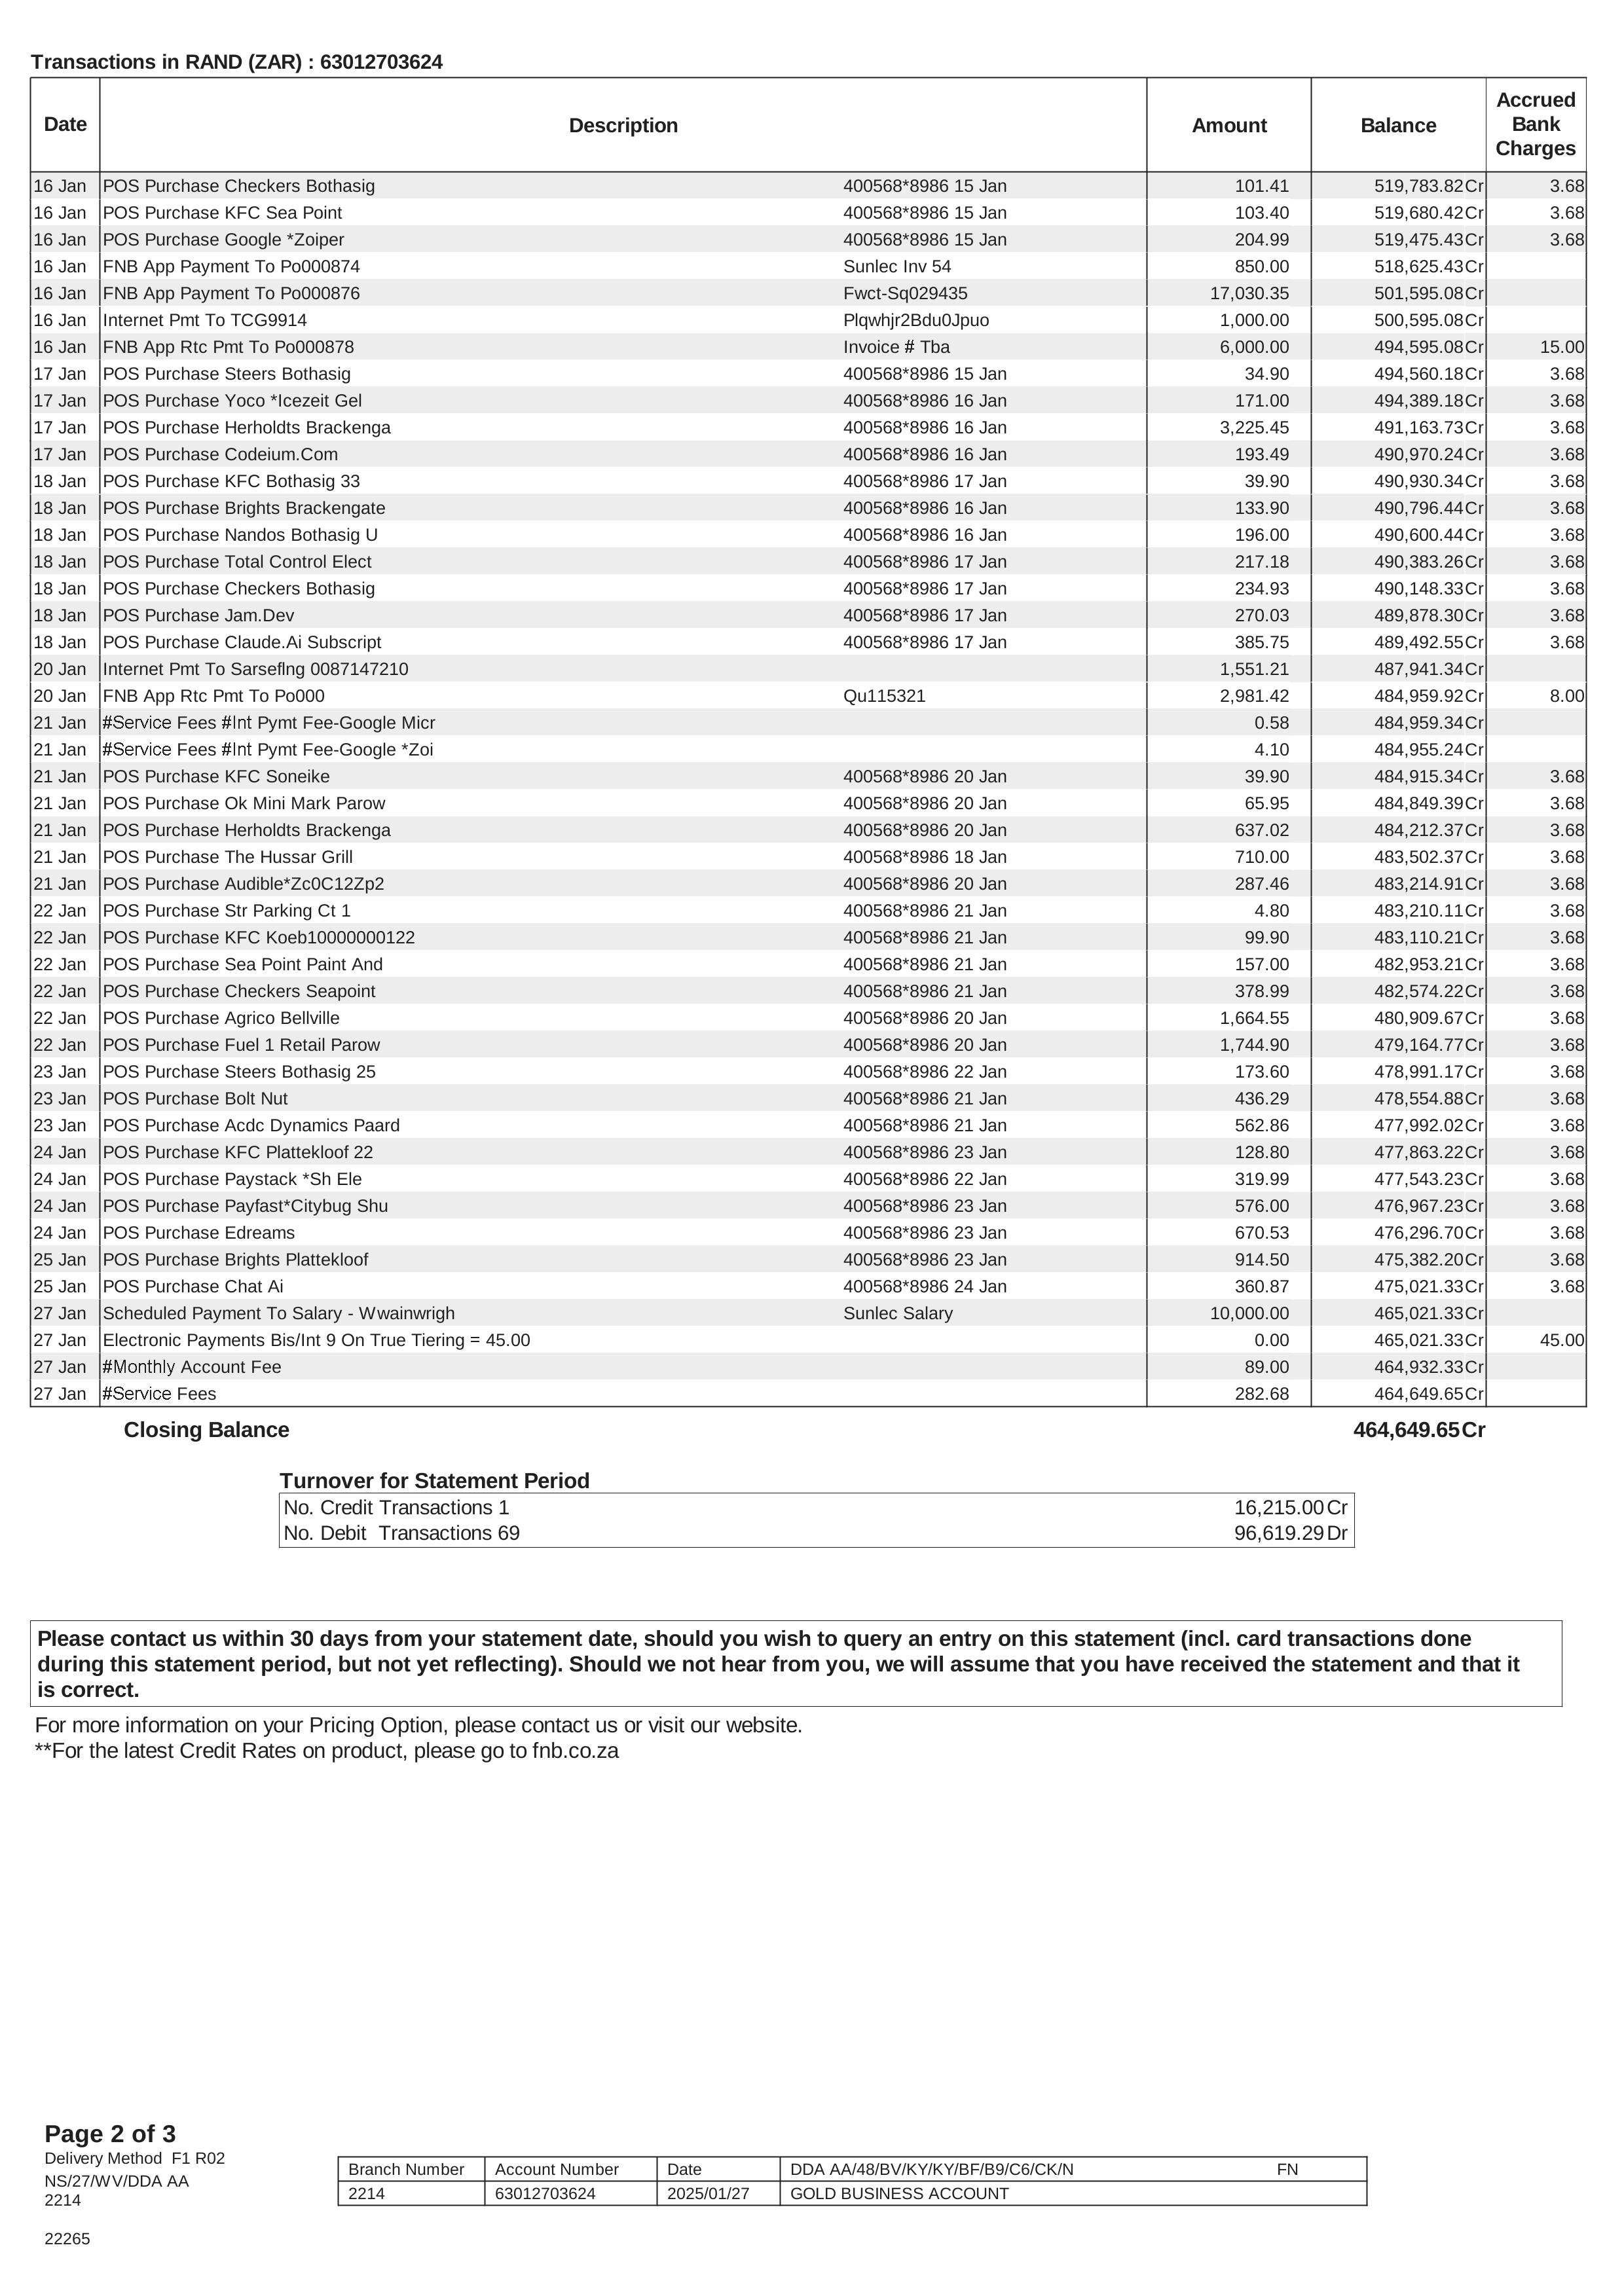 Transactions in RAND (ZAR) : 63012703624
Date Description Amount Balance Accrued Bank Charges
16 Jan POS Purchase Checkers Bothasig 400568*8986 15 Jan 101.41 519,783.82Cr 3.68
16 Jan POS Purchase KFC Sea Point 400568*8986 15 Jan 103.40 519,680.42Cr 3.68
16 Jan POS Purchase Google *Zoiper 400568*8986 15 Jan 204.99 519,475.43Cr 3.68
16 Jan FNB App Payment To Po000874 Sunlec Inv 54 850.00 518,625.43Cr
16 Jan FNB App Payment To Po000876 Fwct-Sq029435 17,030.35 501,595.08Cr
16 Jan Internet Pmt To TCG9914 Plqwhjr2Bdu0Jpuo 1,000.00 500,595.08Cr
16 Jan FNB App Rtc Pmt To Po000878 Invoice # Tba 6,000.00 494,595.08Cr 15.00
17 Jan POS Purchase Steers Bothasig 400568*8986 15 Jan 34.90 494,560.18Cr 3.68
17 Jan POS Purchase Yoco *Icezeit Gel 400568*8986 16 Jan 171.00 494,389.18Cr 3.68
17 Jan POS Purchase Herholdts Brackenga 400568*8986 16 Jan 3,225.45 491,163.73Cr 3.68
17 Jan POS Purchase Codeium.Com 400568*8986 16 Jan 193.49 490,970.24Cr 3.68
18 Jan POS Purchase KFC Bothasig 33 400568*8986 17 Jan 39.90 490,930.34Cr 3.68
18 Jan POS Purchase Brights Brackengate 400568*8986 16 Jan 133.90 490,796.44Cr 3.68
18 Jan POS Purchase Nandos Bothasig U 400568*8986 16 Jan 196.00 490,600.44Cr 3.68
18 Jan POS Purchase Total Control Elect 400568*8986 17 Jan 217.18 490,383.26Cr 3.68
18 Jan POS Purchase Checkers Bothasig 400568*8986 17 Jan 234.93 490,148.33Cr 3.68
18 Jan POS Purchase Jam.Dev 400568*8986 17 Jan 270.03 489,878.30Cr 3.68
18 Jan POS Purchase Claude.Ai Subscript 400568*8986 17 Jan 385.75 489,492.55Cr 3.68
20 Jan Internet Pmt To Sarseflng 0087147210 1,551.21 487,941.34Cr
20 Jan FNB App Rtc Pmt To Po000 Qu115321 2,981.42 484,959.92Cr 8.00
21 Jan #Service Fees #Int Pymt Fee-Google Micr 0.58 484,959.34Cr
21 Jan #Service Fees #Int Pymt Fee-Google *Zoi 4.10 484,955.24Cr
21 Jan POS Purchase KFC Soneike 400568*8986 20 Jan 39.90 484,915.34Cr 3.68
21 Jan POS Purchase Ok Mini Mark Parow 400568*8986 20 Jan 65.95 484,849.39Cr 3.68
21 Jan POS Purchase Herholdts Brackenga 400568*8986 20 Jan 637.02 484,212.37Cr 3.68
21 Jan POS Purchase The Hussar Grill 400568*8986 18 Jan 710.00 483,502.37Cr 3.68
21 Jan POS Purchase Audible*Zc0C12Zp2 400568*8986 20 Jan 287.46 483,214.91Cr 3.68
22 Jan POS Purchase Str Parking Ct 1 400568*8986 21 Jan 4.80 483,210.11Cr 3.68
22 Jan POS Purchase KFC Koeb10000000122 400568*8986 21 Jan 99.90 483,110.21Cr 3.68
22 Jan POS Purchase Sea Point Paint And 400568*8986 21 Jan 157.00 482,953.21Cr 3.68
22 Jan POS Purchase Checkers Seapoint 400568*8986 21 Jan 378.99 482,574.22Cr 3.68
22 Jan POS Purchase Agrico Bellville 400568*8986 20 Jan 1,664.55 480,909.67Cr 3.68
22 Jan POS Purchase Fuel 1 Retail Parow 400568*8986 20 Jan 1,744.90 479,164.77Cr 3.68
23 Jan POS Purchase Steers Bothasig 25 400568*8986 22 Jan 173.60 478,991.17Cr 3.68
23 Jan POS Purchase Bolt Nut 400568*8986 21 Jan 436.29 478,554.88Cr 3.68
23 Jan POS Purchase Acdc Dynamics Paard 400568*8986 21 Jan 562.86 477,992.02Cr 3.68
24 Jan POS Purchase KFC Plattekloof 22 400568*8986 23 Jan 128.80 477,863.22Cr 3.68
24 Jan POS Purchase Paystack *Sh Ele 400568*8986 22 Jan 319.99 477,543.23Cr 3.68
24 Jan POS Purchase Payfast*Citybug Shu 400568*8986 23 Jan 576.00 476,967.23Cr 3.68
24 Jan POS Purchase Edreams 400568*8986 23 Jan 670.53 476,296.70Cr 3.68
25 Jan POS Purchase Brights Plattekloof 400568*8986 23 Jan 914.50 475,382.20Cr 3.68
25 Jan POS Purchase Chat Ai 400568*8986 24 Jan 360.87 475,021.33Cr 3.68
27 Jan Scheduled Payment To Salary - Wwainwrigh Sunlec Salary 10,000.00 465,021.33Cr
27 Jan Electronic Payments Bis/Int 9 On True Tiering = 45.00 0.00 465,021.33Cr 45.00
27 Jan #Monthly Account Fee 89.00 464,932.33Cr
27 Jan #Service Fees 282.68 464,649.65Cr
Closing Balance 464,649.65Cr
Turnover for Statement Period
No. Credit Transactions 1 16,215.00Cr
No. Debit Transactions 69 96,619.29Dr
Please contact us within 30 days from your statement date, should you wish to query an entry on this statement (incl. card transactions done
during this statement period, but not yet reflecting). Should we not hear from you, we will assume that you have received the statement and that it
is correct.
For more information on your Pricing Option, please contact us or visit our website.
**For the latest Credit Rates on product, please go to fnb.co.za
Page 2 of 3
Delivery Method F1 R02
NS/27/WV/DDA AA
2214
22265
Branch Number Account Number Date DDA AA/48/BV/KY/KY/BF/B9/C6/CK/N FN
2214 63012703624 2025/01/27 GOLD BUSINESS ACCOUNT